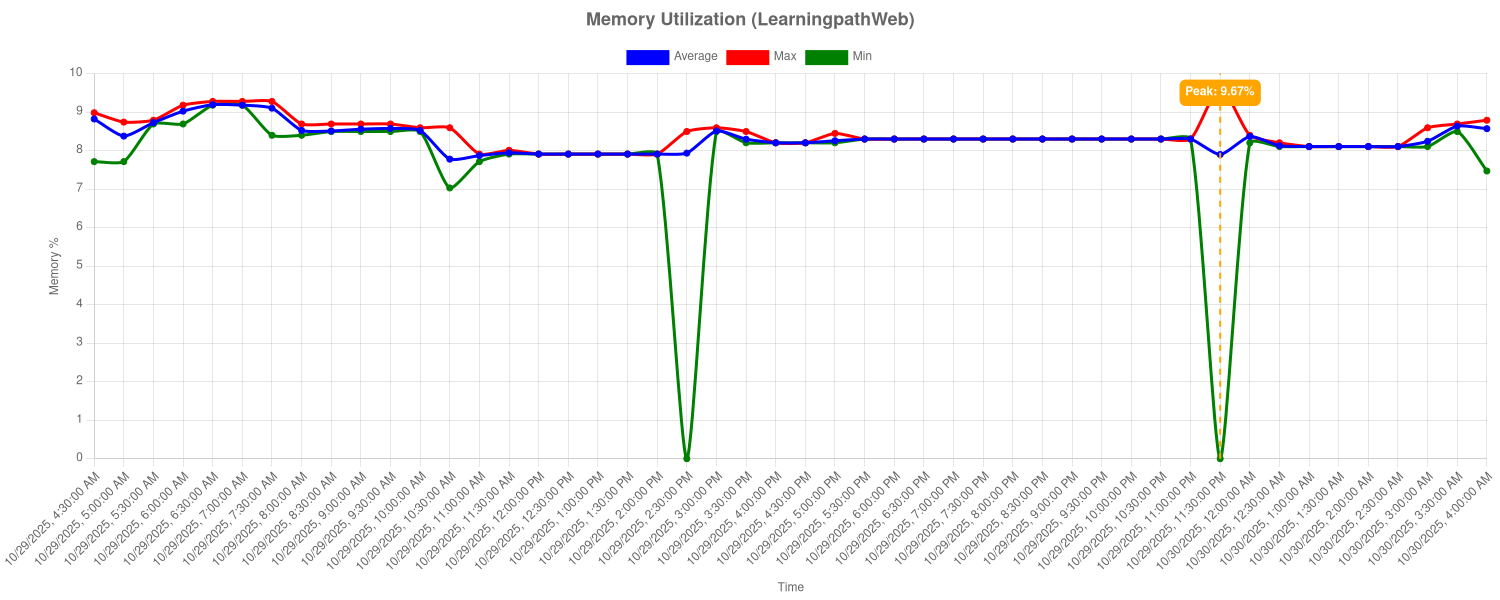 Memory Utilization (LearningpathWeb)
Average Max Min
Peak: 9.67%
10
9
8
7
6
5
4
3
2
1
0
Memory %
10/29/2025, 4:30:00 AM
10/29/2025, 5:00:00 AM
10/29/2025, 5:30:00 AM
10/29/2025, 6:00:00 AM
10/29/2025, 6:30:00 AM
10/29/2025, 7:00:00 AM
10/29/2025, 7:30:00 AM
10/29/2025, 8:00:00 AM
10/29/2025, 8:30:00 AM
10/29/2025, 9:00:00 AM
10/29/2025, 9:30:00 AM
10/29/2025, 10:00:00 AM
10/29/2025, 10:30:00 AM
10/29/2025, 11:00:00 AM
10/29/2025, 11:30:00 AM
10/29/2025, 12:00:00 PM
10/29/2025, 12:30:00 PM
10/29/2025, 1:00:00 PM
10/29/2025, 1:30:00 PM
10/29/2025, 2:00:00 PM
10/29/2025, 2:30:00 PM
10/29/2025, 3:00:00 PM
10/29/2025, 3:30:00 PM
10/29/2025, 4:00:00 PM
10/29/2025, 4:30:00 PM
10/29/2025, 5:00:00 PM
10/29/2025, 5:30:00 PM
10/29/2025, 6:00:00 PM
10/29/2025, 6:30:00 PM
10/29/2025, 7:00:00 PM
10/29/2025, 7:30:00 PM
10/29/2025, 8:00:00 PM
10/29/2025, 8:30:00 PM
10/29/2025, 9:00:00 PM
10/29/2025, 9:30:00 PM
10/29/2025, 10:00:00 PM
10/29/2025, 10:30:00 PM
10/29/2025, 11:00:00 PM
10/29/2025, 11:30:00 PM
10/30/2025, 12:00:00 AM
10/30/2025, 12:30:00 AM
10/30/2025, 1:00:00 AM
10/30/2025, 1:30:00 AM
10/30/2025, 2:00:00 AM
10/30/2025, 2:30:00 AM
10/30/2025, 3:00:00 AM
10/30/2025, 3:30:00 AM
10/30/2025, 4:00:00 AM
Time